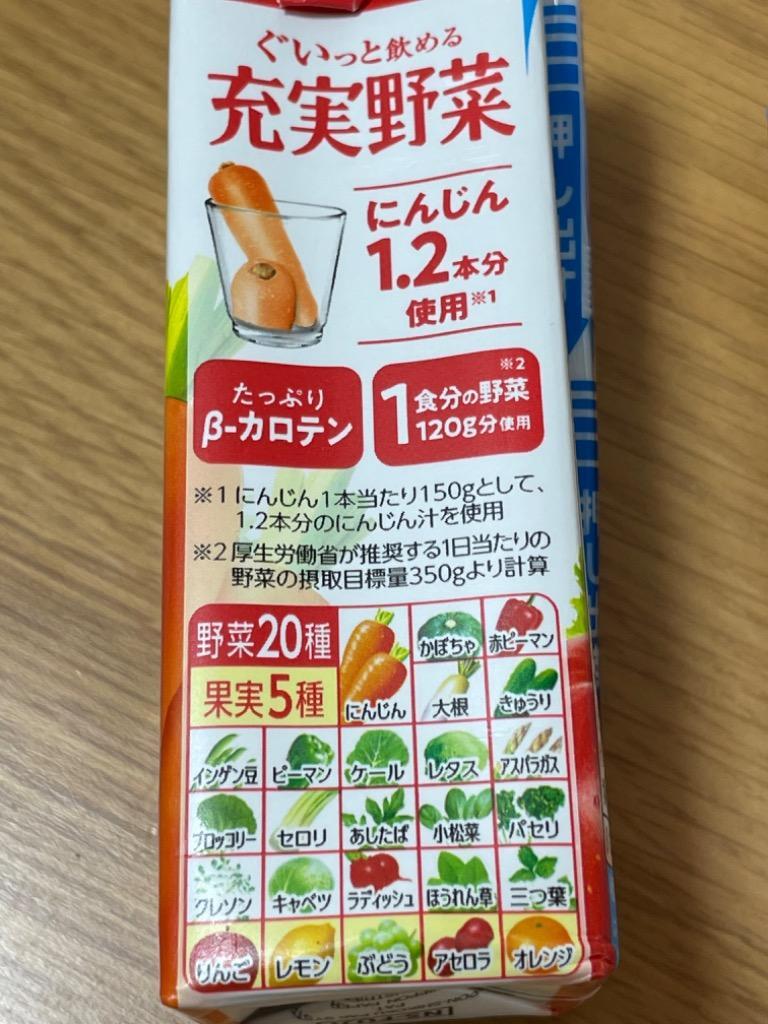 ぐいっと飲める
充実野菜
にんじん
1.2本分
使用※1
たっぷり
β-カロテン
※2
1食分の野菜
120g分使用
※1 にんじん1本当たり150gとして、
1.2本分のにんじん汁を使用
※2 厚生労働省が推奨する1日当たりの
野菜の摂取目標量350gより計算
野菜20種
果実5種
かぼちゃ 赤ピーマン
にんじん 大根 きゅうり
インゲン豆 ピーマン ケール レタス アスパラガス
ブロッコリー セロリ あしたば 小松菜 パセリ
クレソン キャベツ ラディッシュ ほうれん草 三つ葉
りんご レモン ぶどう アセロラ オレンジ
押し出す